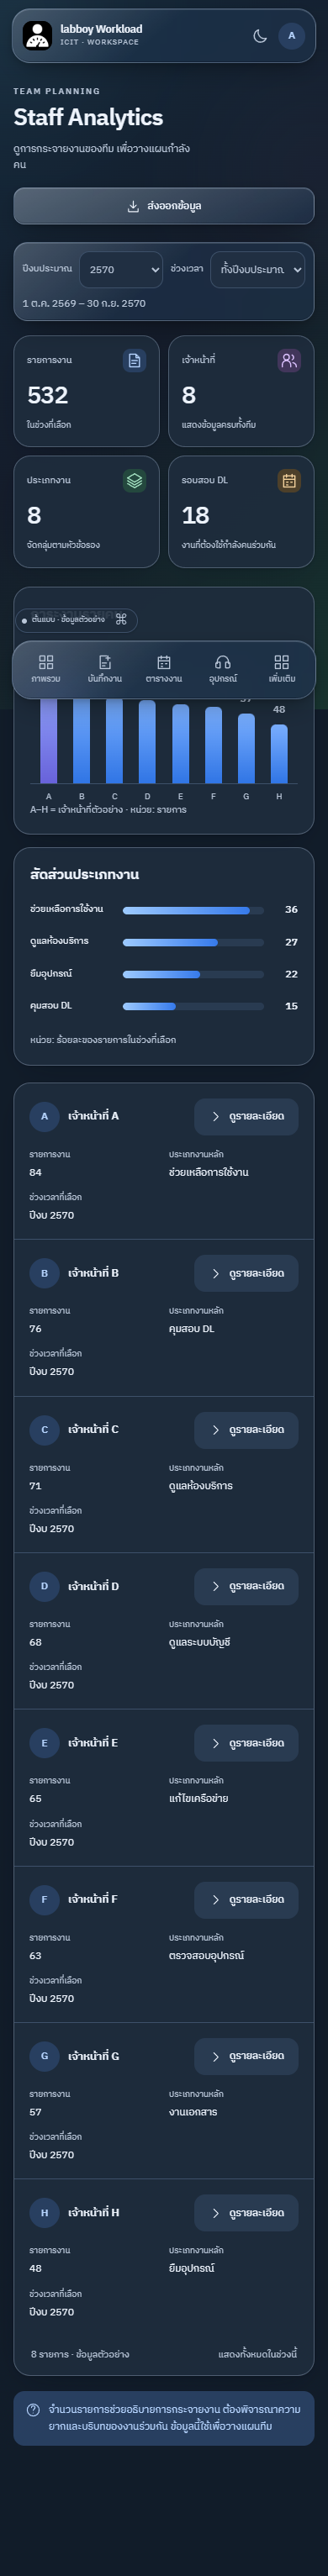 labboy Workload
ICIT · WORKSPACE
A
TEAM PLANNING
Staff Analytics
ดูการกระจายงานของทีม เพื่อวางแผนกำลัง
คน
ส่งออกข้อมูล
ปีงบประมาณ 2570 ช่วงเวลา ทั้งปีงบประมาณ
1 ต.ค. 2569 – 30 ก.ย. 2570
รายการงาน
532
ในช่วงที่เลือก
เจ้าหน้าที่
8
แสดงข้อมูลครบทั้งทีม
ประเภทงาน
8
จัดกลุ่มตามหัวข้อรอง
รอบสอบ DL
18
งานที่ต้องใช้กำลังคนร่วมกัน
ต้นแบบ · ข้อมูลตัวอย่าง ⌘
ภาพรวม บันทึกงาน ตารางงาน อุปกรณ์ เพิ่มเติม
57 48
A B C D E F G H
A–H = เจ้าหน้าที่ตัวอย่าง · หน่วย: รายการ
สัดส่วนประเภทงาน
ช่วยเหลือการใช้งาน 36
ดูแลห้องบริการ 27
ยืมอุปกรณ์ 22
คุมสอบ DL 15
หน่วย: ร้อยละของรายการในช่วงที่เลือก
A เจ้าหน้าที่ A ดูรายละเอียด
รายการงาน ประเภทงานหลัก
84 ช่วยเหลือการใช้งาน
ช่วงเวลาที่เลือก
ปีงบ 2570
B เจ้าหน้าที่ B ดูรายละเอียด
รายการงาน ประเภทงานหลัก
76 คุมสอบ DL
ช่วงเวลาที่เลือก
ปีงบ 2570
C เจ้าหน้าที่ C ดูรายละเอียด
รายการงาน ประเภทงานหลัก
71 ดูแลห้องบริการ
ช่วงเวลาที่เลือก
ปีงบ 2570
D เจ้าหน้าที่ D ดูรายละเอียด
รายการงาน ประเภทงานหลัก
68 ดูแลระบบบัญชี
ช่วงเวลาที่เลือก
ปีงบ 2570
E เจ้าหน้าที่ E ดูรายละเอียด
รายการงาน ประเภทงานหลัก
65 แก้ไขเครือข่าย
ช่วงเวลาที่เลือก
ปีงบ 2570
F เจ้าหน้าที่ F ดูรายละเอียด
รายการงาน ประเภทงานหลัก
63 ตรวจสอบอุปกรณ์
ช่วงเวลาที่เลือก
ปีงบ 2570
G เจ้าหน้าที่ G ดูรายละเอียด
รายการงาน ประเภทงานหลัก
57 งานเอกสาร
ช่วงเวลาที่เลือก
ปีงบ 2570
H เจ้าหน้าที่ H ดูรายละเอียด
รายการงาน ประเภทงานหลัก
48 ยืมอุปกรณ์
ช่วงเวลาที่เลือก
ปีงบ 2570
8 รายการ · ข้อมูลตัวอย่าง แสดงทั้งหมดในช่วงนี้
จำนวนรายการช่วยอธิบายการกระจายงาน ต้องพิจารณาความ
ยากและบริบทของงานร่วมกัน ข้อมูลนี้ใช้เพื่อวางแผนทีม